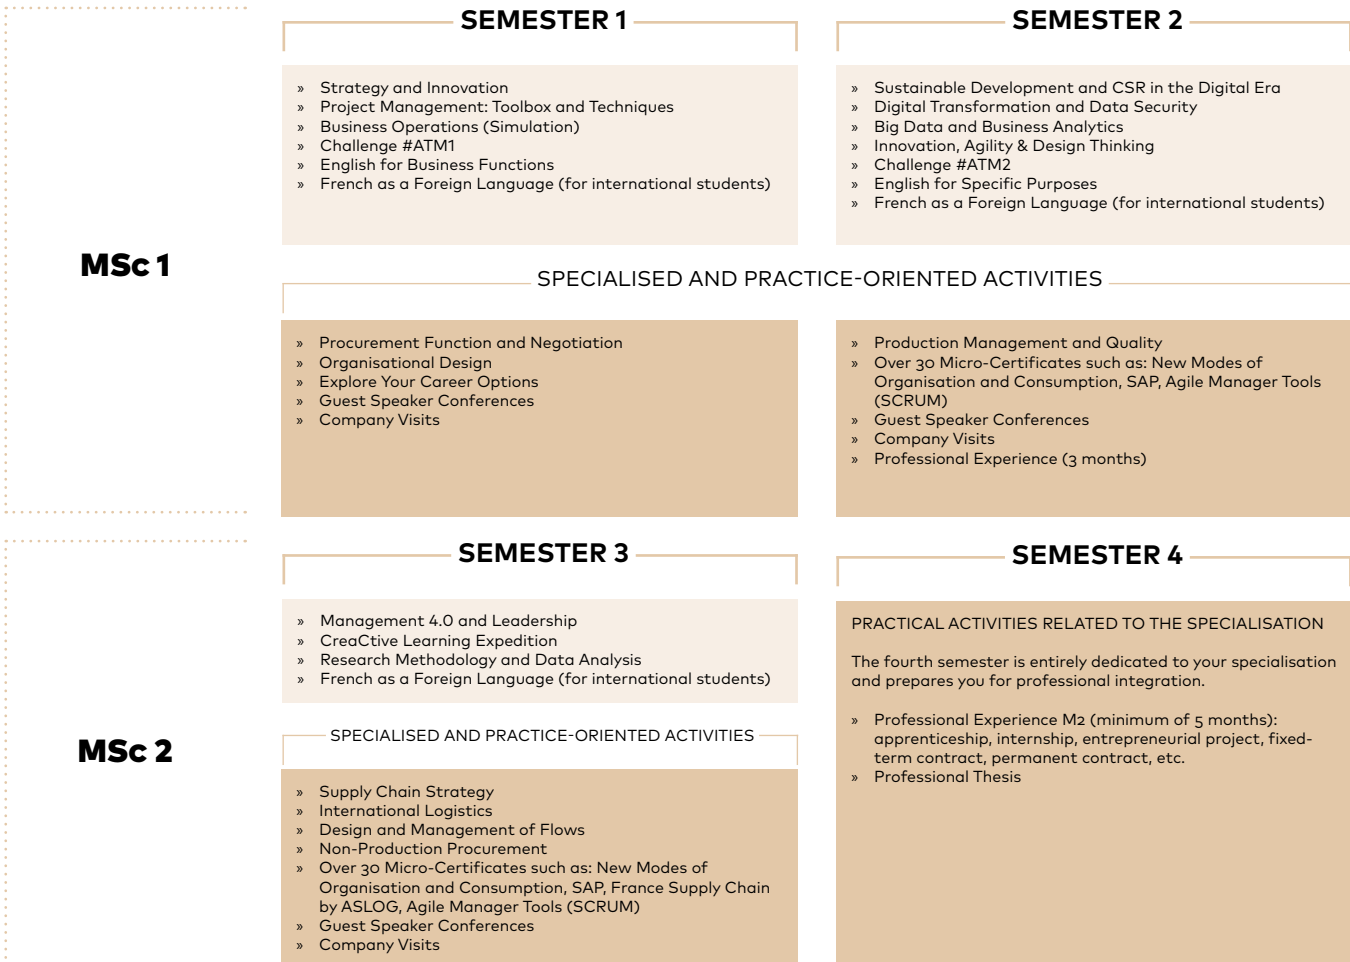 MSc 1
SEMESTER 1
» Strategy and Innovation
» Project Management: Toolbox and Techniques
» Business Operations (Simulation)
» Challenge #ATM1
» English for Business Functions
» French as a Foreign Language (for international students)
SEMESTER 2
» Sustainable Development and CSR in the Digital Era
» Digital Transformation and Data Security
» Big Data and Business Analytics
» Innovation, Agility & Design Thinking
» Challenge #ATM2
» English for Specific Purposes
» French as a Foreign Language (for international students)
SPECIALISED AND PRACTICE-ORIENTED ACTIVITIES
» Procurement Function and Negotiation
» Organisational Design
» Explore Your Career Options
» Guest Speaker Conferences
» Company Visits
» Production Management and Quality
» Over 30 Micro-Certificates such as: New Modes of
Organisation and Consumption, SAP, Agile Manager Tools
(SCRUM)
» Guest Speaker Conferences
» Company Visits
» Professional Experience (3 months)
MSc 2
SEMESTER 3
» Management 4.0 and Leadership
» CreaCtive Learning Expedition
» Research Methodology and Data Analysis
» French as a Foreign Language (for international students)
SPECIALISED AND PRACTICE-ORIENTED ACTIVITIES
» Supply Chain Strategy
» International Logistics
» Design and Management of Flows
» Non-Production Procurement
» Over 30 Micro-Certificates such as: New Modes of
Organisation and Consumption, SAP, France Supply Chain
by ASLOG, Agile Manager Tools (SCRUM)
» Guest Speaker Conferences
» Company Visits
SEMESTER 4
PRACTICAL ACTIVITIES RELATED TO THE SPECIALISATION
The fourth semester is entirely dedicated to your specialisation
and prepares you for professional integration.
» Professional Experience M2 (minimum of 5 months):
apprenticeship, internship, entrepreneurial project, fixed-
term contract, permanent contract, etc.
» Professional Thesis